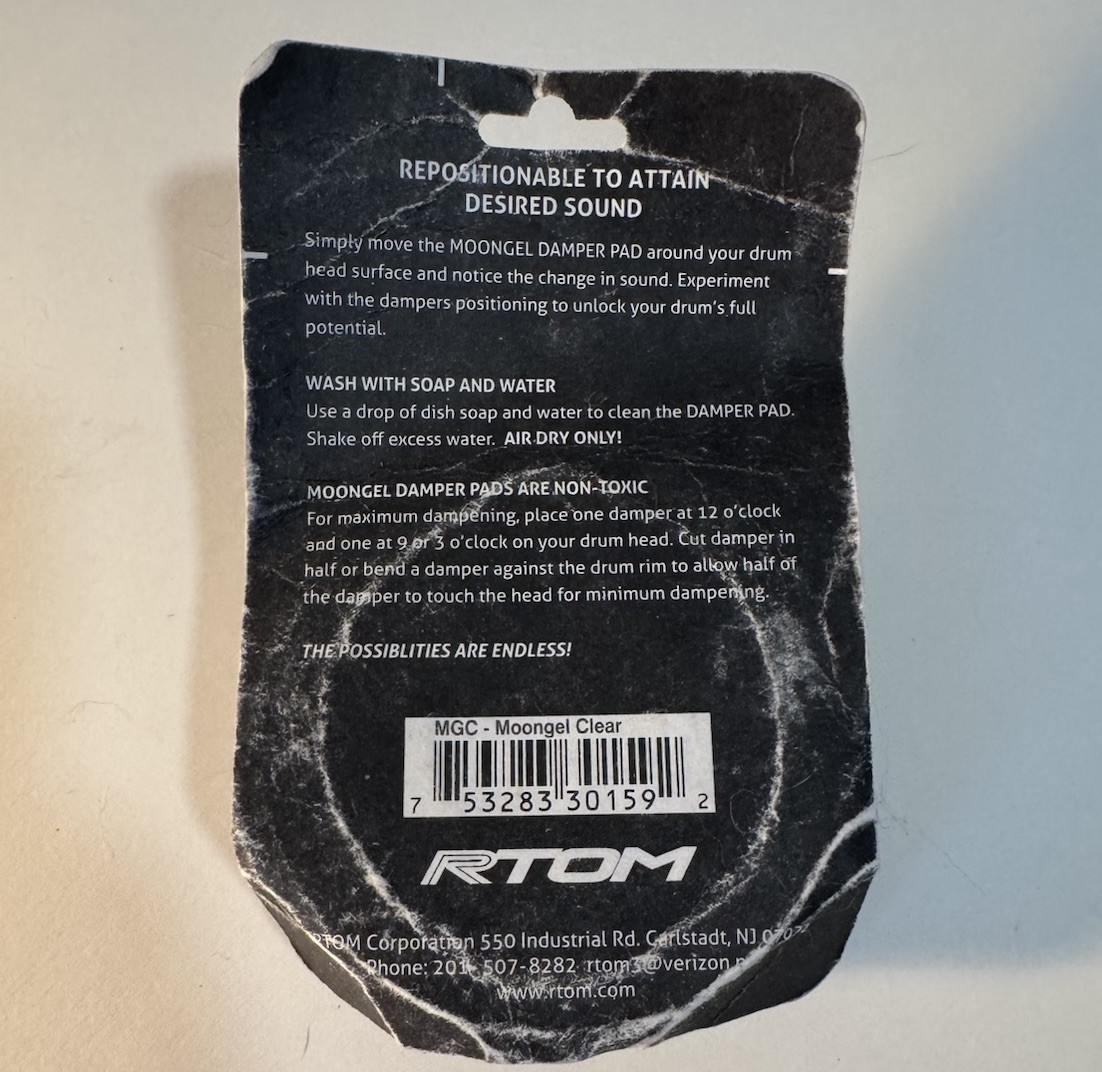 REPOSITIONABLE TO ATTAIN
DESIRED SOUND
Simply move the MOONGEL DAMPER PAD around your drum
head surface and notice the change in sound. Experiment
with the dampers positioning to unlock your drum's full
potential.
WASH WITH SOAP AND WATER
Use a drop of dish soap and water to clean the DAMPER PAD.
Shake off excess water. AIR DRY ONLY!
MOONGEL DAMPER PADS ARE NON-TOXIC
For maximum dampening, place one damper at 12 o'clock
and one at 9 or 3 o'clock on your drum head. Cut damper in
half or bend a damper against the drum rim to allow half of
the damper to touch the head for minimum dampening.
THE POSSIBLITIES ARE ENDLESS!
MGC - Moongel Clear
7 53283 30159 2
RTOM
RTOM Corporation 550 Industrial Rd. Carlstadt, NJ
Phone: 201- 507-8282
www.rtom.com